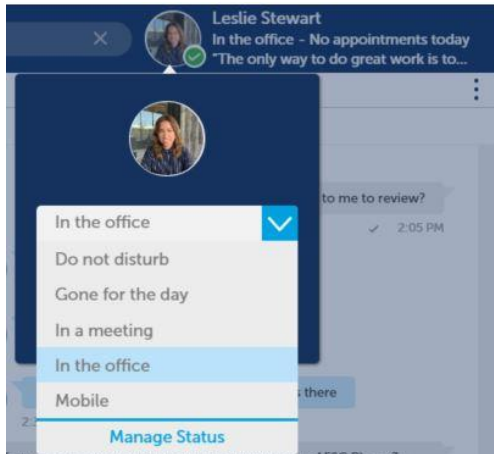 Leslie Stewart
In the office – No appointments today
"The only way to do great work is to...
to me to review?
2:05 PM
In the office
Do not disturb
Gone for the day
In a meeting
In the office
Mobile
there
Manage Status